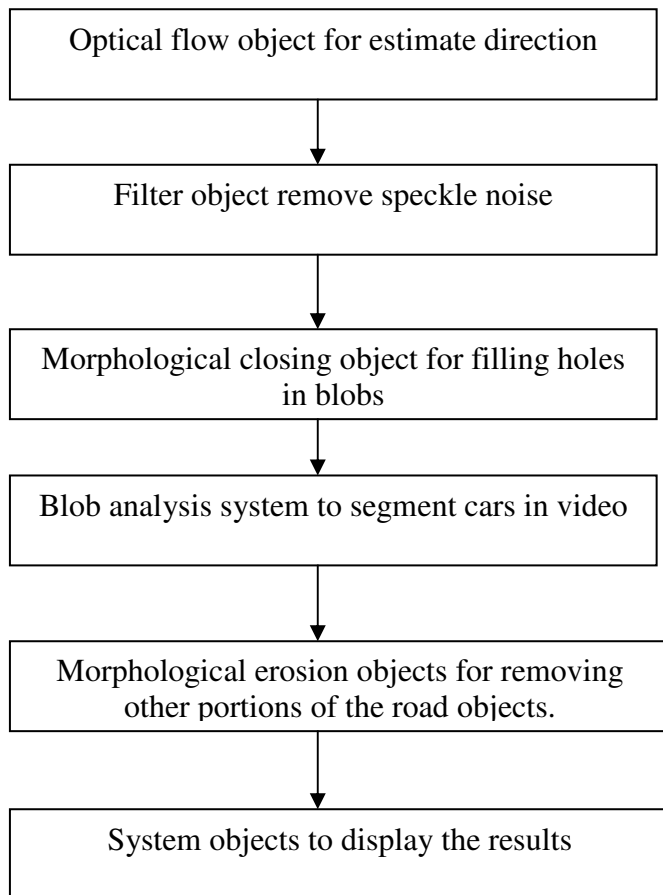 Optical flow object for estimate direction
Filter object remove speckle noise
Morphological closing object for filling holes
in blobs
Blob analysis system to segment cars in video
Morphological erosion objects for removing
other portions of the road objects.
System objects to display the results